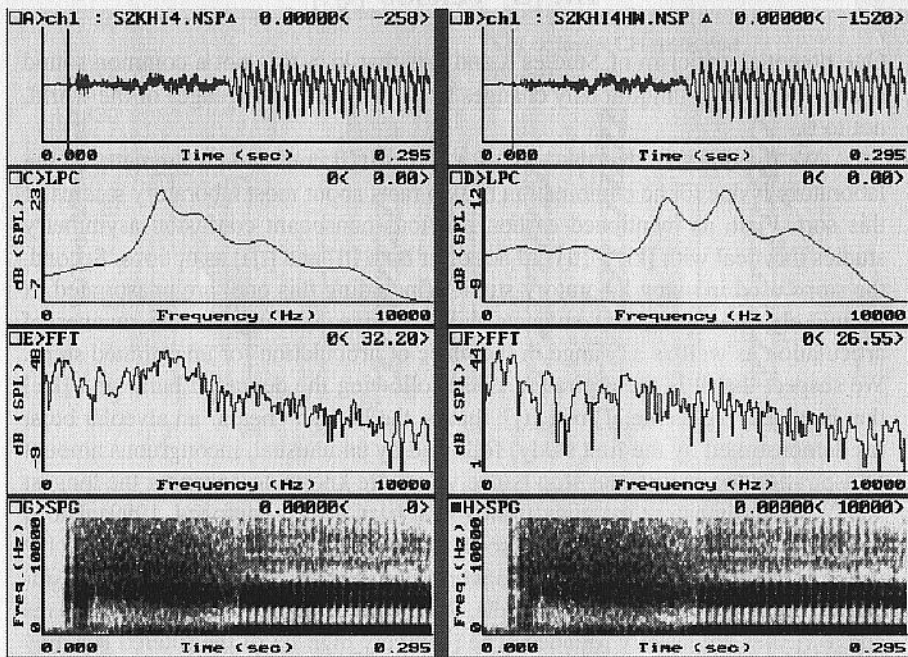 □A>ch1 : S2KHI4.NSP∆ 0.00000< -258>
0.000 Time (sec) 0.295
□B>ch1 : S2KHI4HW.NSP ∆ 0.00000< -1520>
0.000 Time (sec) 0.295
□C>LPC 0< 0.00>
dB (SPL)
23
-7
0 Frequency (Hz) 10000
□D>LPC 0< 0.00>
dB (SPL)
12
0 Frequency (Hz) 10000
□E>FFT 0< 32.20>
dB (SPL)
48
0 Frequency (Hz) 10000
□F>FFT 0< 26.55>
dB (SPL)
44
1
0 Frequency (Hz) 10000
□G>SPG 0.00000< -0>
Freq.(Hz)
10000
0
0.000 Time (sec) 0.295
■H>SPG 0.00000< 10000>
Freq.(Hz)
10000
0
0.000 Time (sec) 0.295